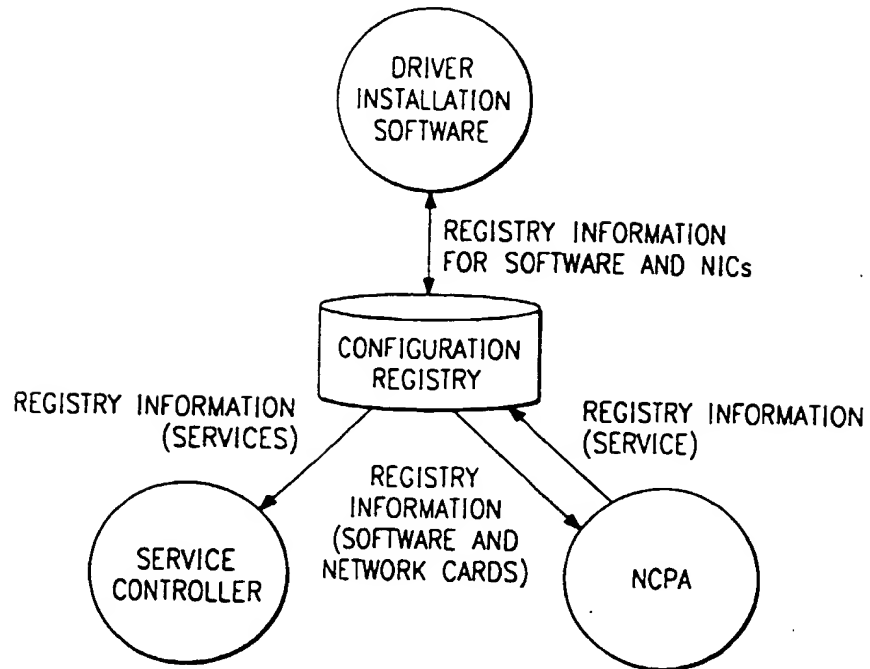 DRIVER
INSTALLATION
SOFTWARE
REGISTRY INFORMATION
FOR SOFTWARE AND NICs
CONFIGURATION
REGISTRY
REGISTRY INFORMATION
(SERVICES)
REGISTRY INFORMATION
(SERVICE)
REGISTRY
INFORMATION
(SOFTWARE AND
NETWORK CARDS)
SERVICE
CONTROLLER
NCPA